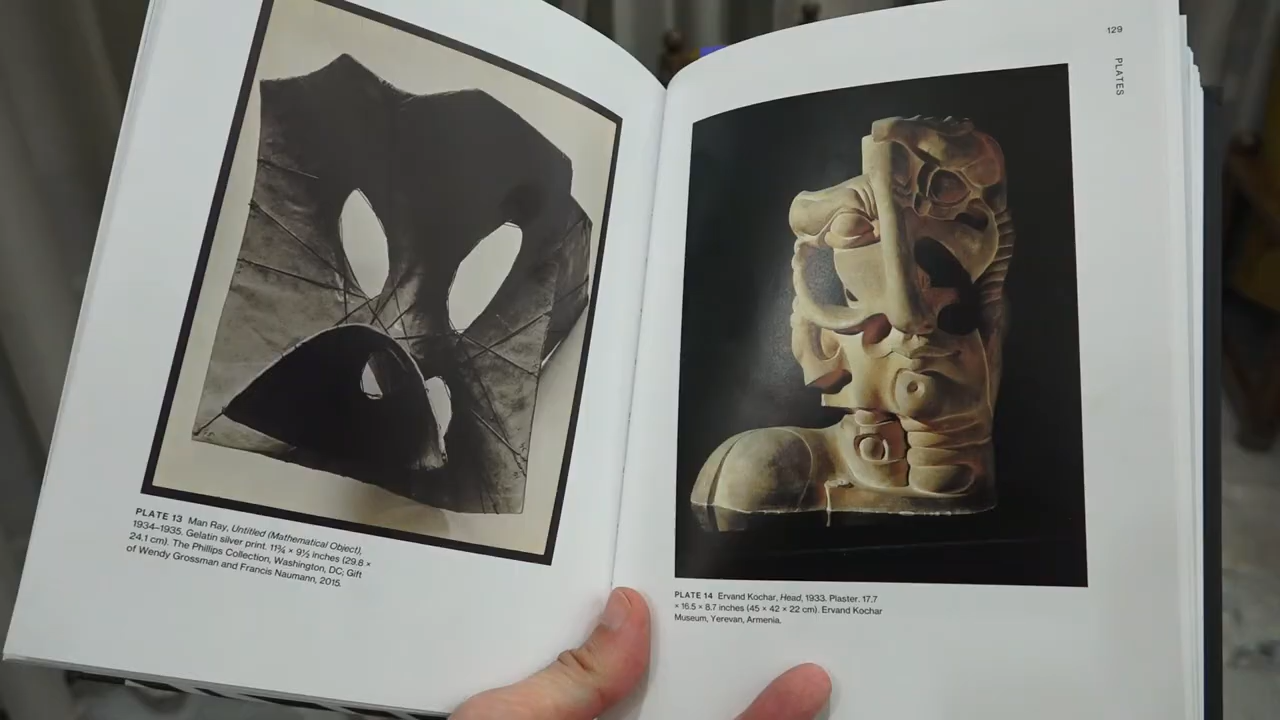 PLATE 13 Man Ray, Untitled (Mathematical Object),
1934–1935. Gelatin silver print. 11¾ × 9½ inches (29.8 ×
24.1 cm). The Phillips Collection, Washington, DC; Gift
of Wendy Grossman and Francis Naumann, 2015.
129
PLATES
PLATE 14 Ervand Kochar, Head, 1933. Plaster. 17.7
× 16.5 × 8.7 inches (45 × 42 × 22 cm). Ervand Kochar
Museum, Yerevan, Armenia.